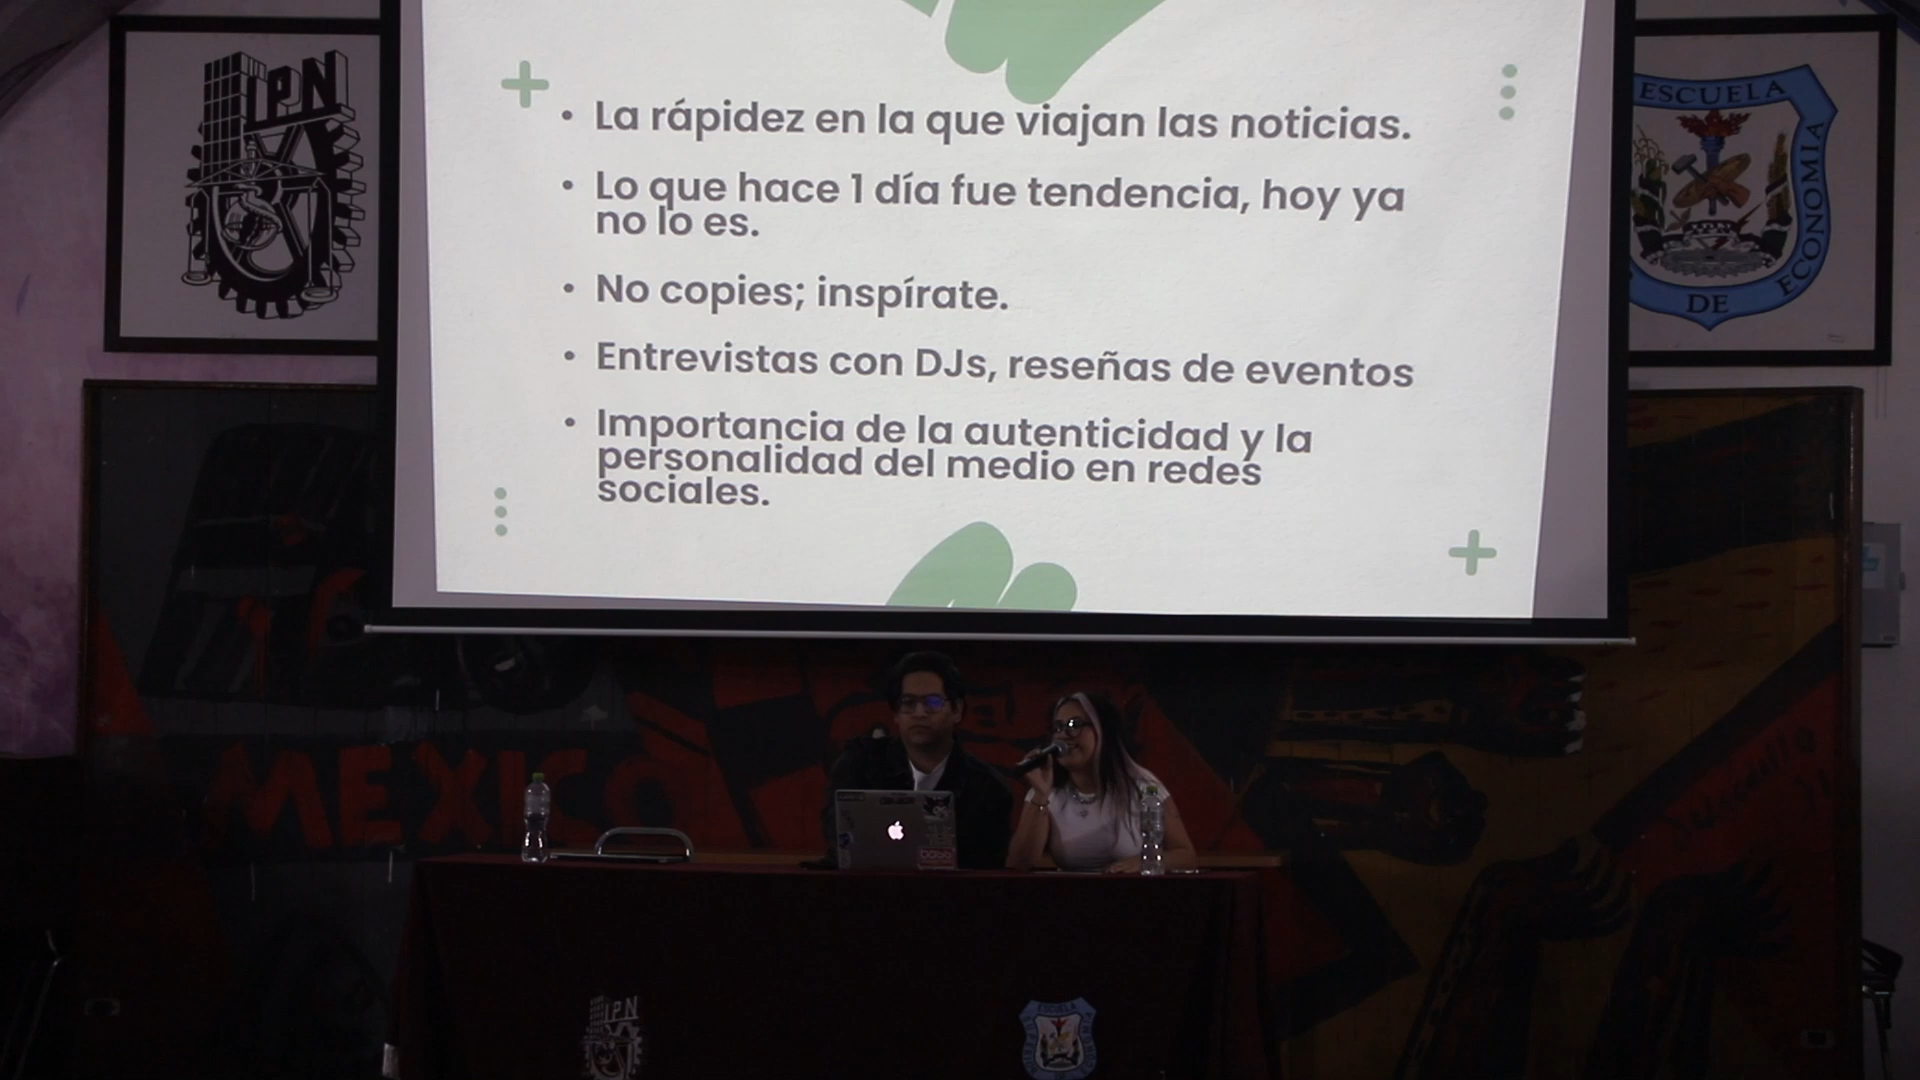 IPN
ESCUELA
DE ECONOMIA
• La rápidez en la que viajan las noticias.
• Lo que hace 1 día fue tendencia, hoy ya
no lo es.
• No copies; inspírate.
• Entrevistas con DJs, reseñas de eventos
• Importancia de la autenticidad y la
personalidad del medio en redes
sociales.
MEXICO
IPN
ESCUELA